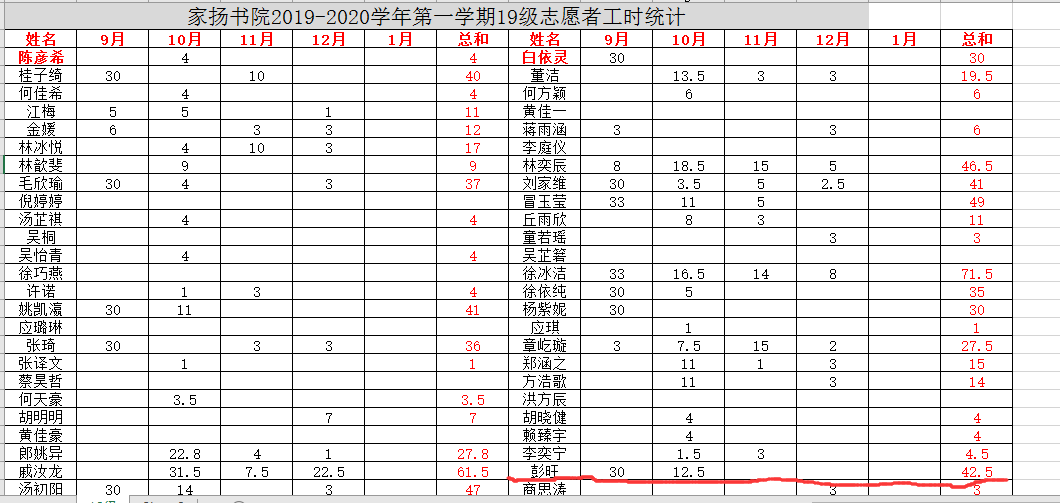 家扬书院2019-2020学年第一学期19级志愿者工时统计
姓名 9月 10月 11月 12月 1月 总和 姓名 9月 10月 11月 12月 1月 总和
陈彦希 4 4 白依灵 30 30
桂子绮 30 10 40 董洁 13.5 3 3 19.5
何佳希 4 4 何方颖 6 6
江梅 5 5 1 11 黄佳一
金媛 6 3 3 12 蒋雨涵 3 3 6
林冰悦 4 10 3 17 李庭仪
林歆斐 9 9 林奕辰 8 18.5 15 5 46.5
毛欣瑜 30 4 3 37 刘家维 30 3.5 5 2.5 41
倪婷婷 冒玉莹 33 11 5 49
汤芷祺 4 4 丘雨欣 8 3 11
吴桐 童若瑶 3 3
吴怡青 4 4 吴芷箬
徐巧燕 徐冰洁 33 16.5 14 8 71.5
许诺 1 3 4 徐依纯 30 5 35
姚凯灜 30 11 41 杨紫妮 30 30
应璐琳 应琪 1 1
张琦 30 3 3 36 章屹璇 3 7.5 15 2 27.5
张译文 1 1 郑涵之 11 1 3 15
蔡昊哲 方浩歌 11 3 14
何天豪 3.5 3.5 洪方辰
胡明明 7 7 胡晓健 4 4
黄佳豪 赖臻宇 4 4
郎姚异 22.8 4 1 27.8 李奕宁 1.5 3 4.5
戚汝龙 31.5 7.5 22.5 61.5 彭旺 30 12.5 42.5
汤初阳 30 14 3 47 商思涛 3 3